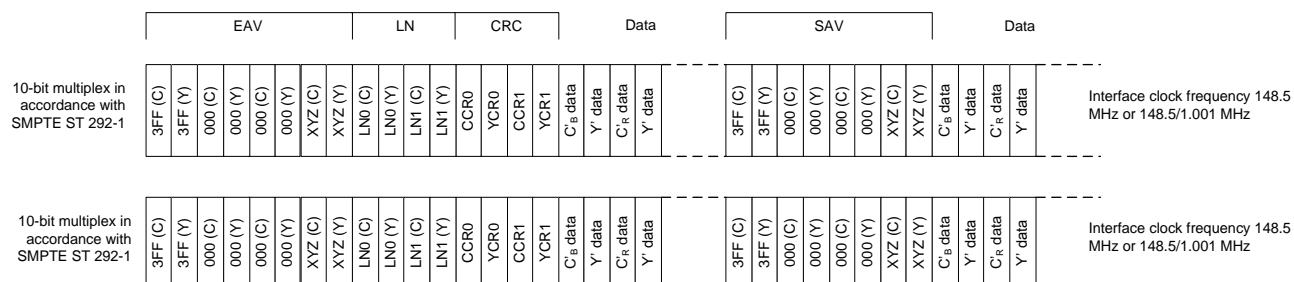 EAV LN CRC Data SAV Data
10-bit multiplex in
accordance with
SMPTE ST 292-1
3FF (C) 3FF (Y) 000 (C) 000 (Y) 000 (C) 000 (Y) XYZ (C) XYZ (Y) LN0 (C) LN0 (Y) LN1 (C) LN1 (Y) CCR0 YCR0 CCR1 YCR1 C'B data Y' data C'R data Y' data 3FF (C) 3FF (Y) 000 (C) 000 (Y) 000 (C) 000 (Y) XYZ (C) XYZ (Y) C'B data Y' data C'R data Y' data
Interface clock frequency 148.5
MHz or 148.5/1.001 MHz
10-bit multiplex in
accordance with
SMPTE ST 292-1
3FF (C) 3FF (Y) 000 (C) 000 (Y) 000 (C) 000 (Y) XYZ (C) XYZ (Y) LN0 (C) LN0 (Y) LN1 (C) LN1 (Y) CCR0 YCR0 CCR1 YCR1 C'B data Y' data C'R data Y' data 3FF (C) 3FF (Y) 000 (C) 000 (Y) 000 (C) 000 (Y) XYZ (C) XYZ (Y) C'B data Y' data C'R data Y' data
Interface clock frequency 148.5
MHz or 148.5/1.001 MHz